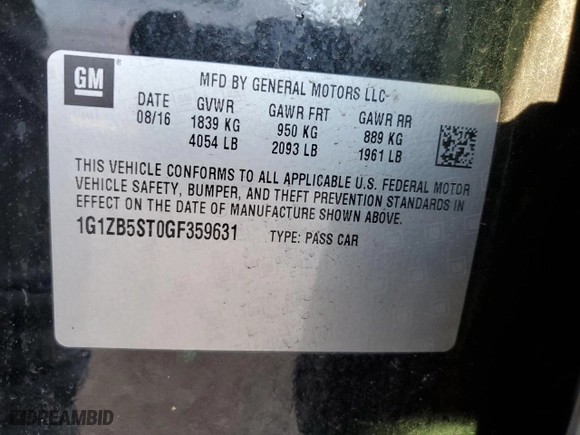 GM
MFD BY GENERAL MOTORS LLC
DATE GVWR GAWR FRT GAWR RR
08/16 1839 KG 950 KG 889 KG
4054 LB 2093 LB 1961 LB
THIS VEHICLE CONFORMS TO ALL APPLICABLE U.S. FEDERAL MOTOR
VEHICLE SAFETY, BUMPER, AND THEFT PREVENTION STANDARDS IN
EFFECT ON THE DATE OF MANUFACTURE SHOWN ABOVE.
1G1ZB5ST0GF359631 TYPE: PASS CAR
DREAMBID